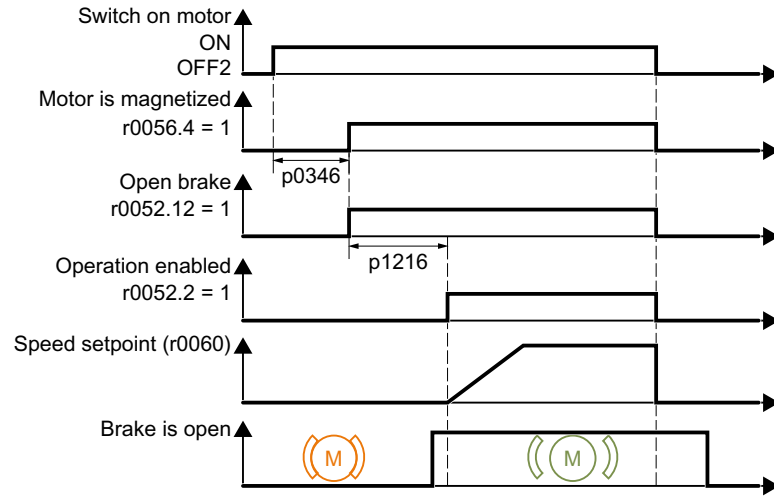 Switch on motor
ON
OFF2
Motor is magnetized
r0056.4 = 1
p0346
Open brake
r0052.12 = 1
p1216
Operation enabled
r0052.2 = 1
Speed setpoint (r0060)
Brake is open
M
M